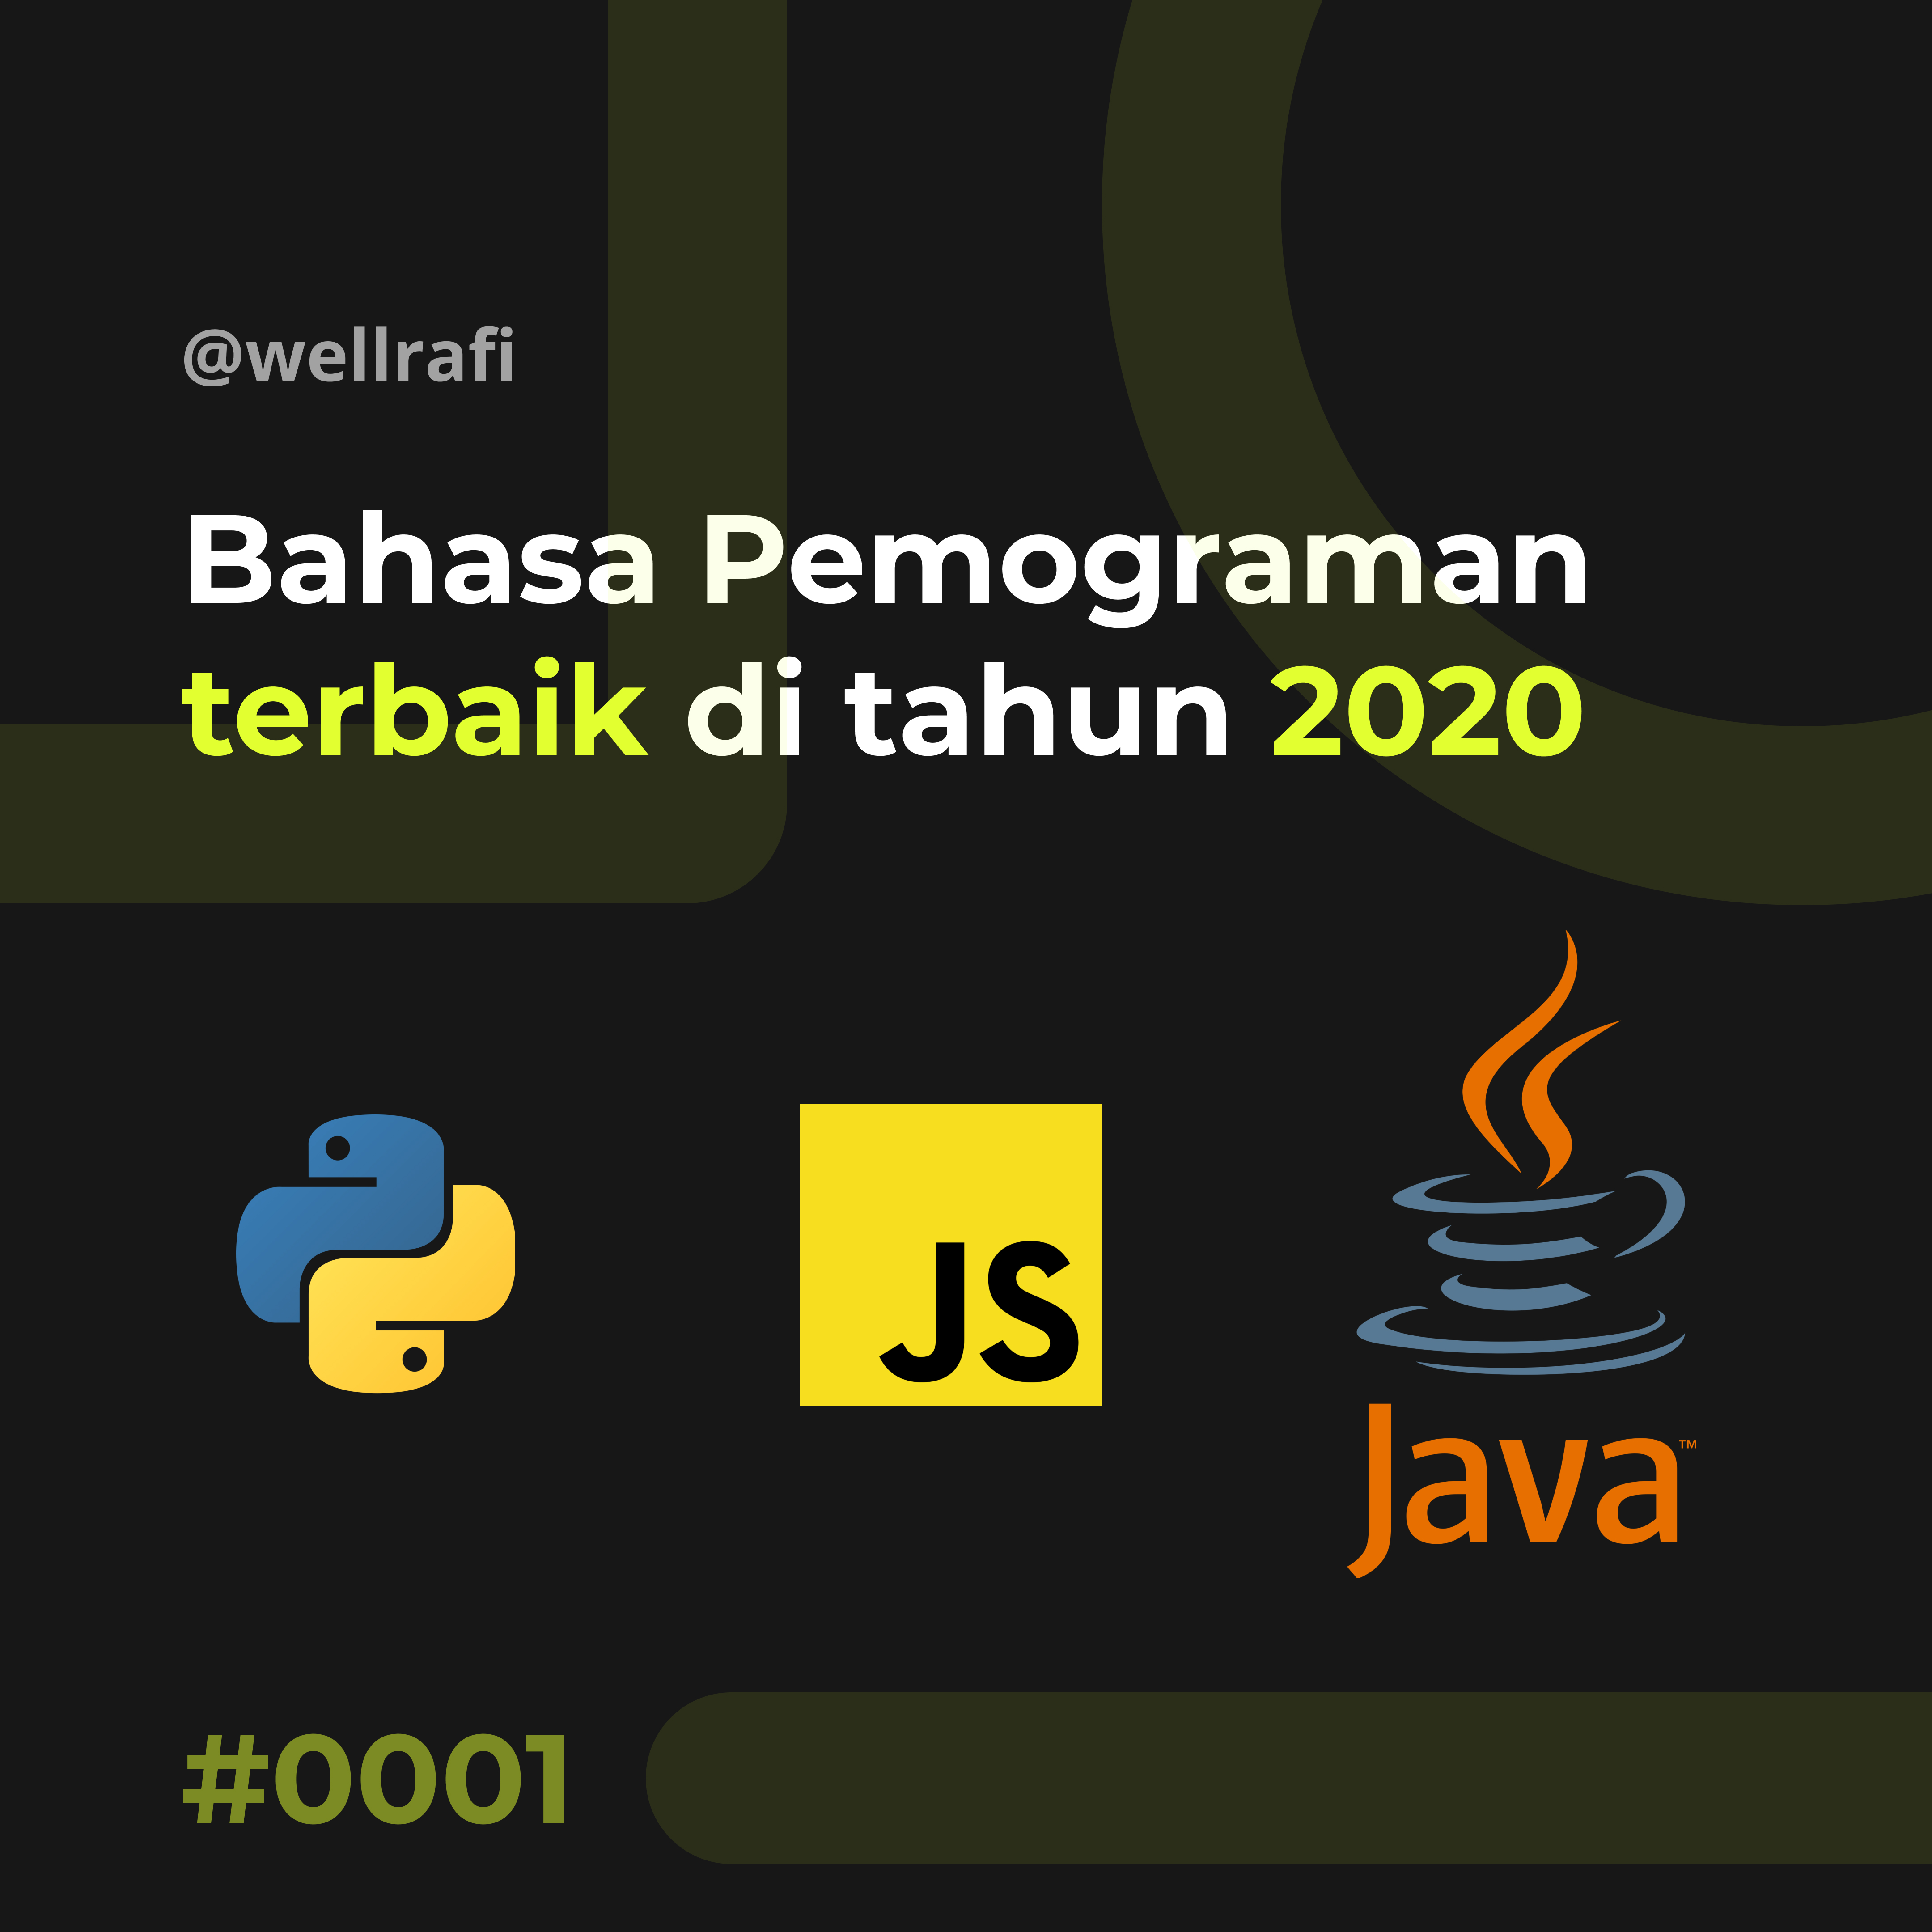 @wellrafi
Bahasa Pemograman
terbaik di tahun 2020
JS
Java™
#0001